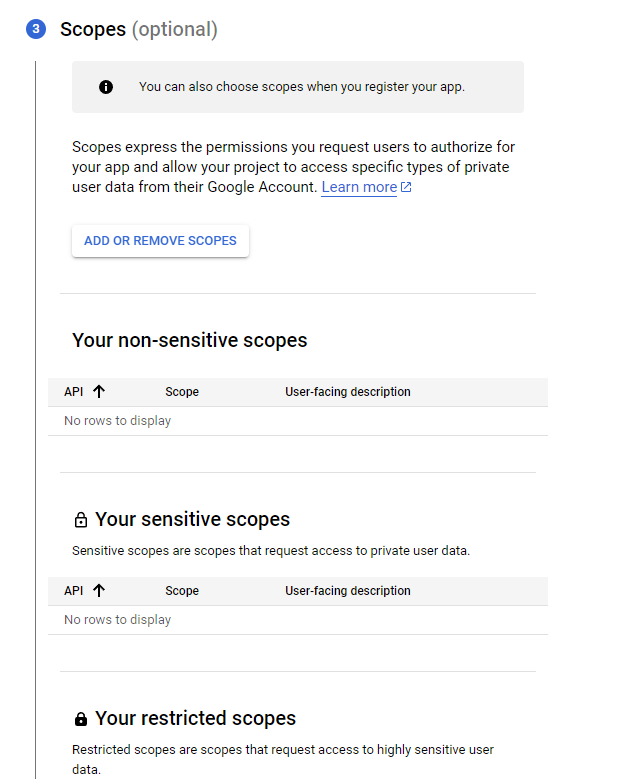 3 Scopes (optional)
You can also choose scopes when you register your app.
Scopes express the permissions you request users to authorize for
your app and allow your project to access specific types of private
user data from their Google Account. Learn more
ADD OR REMOVE SCOPES
Your non-sensitive scopes
API Scope User-facing description
No rows to display
Your sensitive scopes
Sensitive scopes are scopes that request access to private user data.
API Scope User-facing description
No rows to display
Your restricted scopes
Restricted scopes are scopes that request access to highly sensitive user
data.